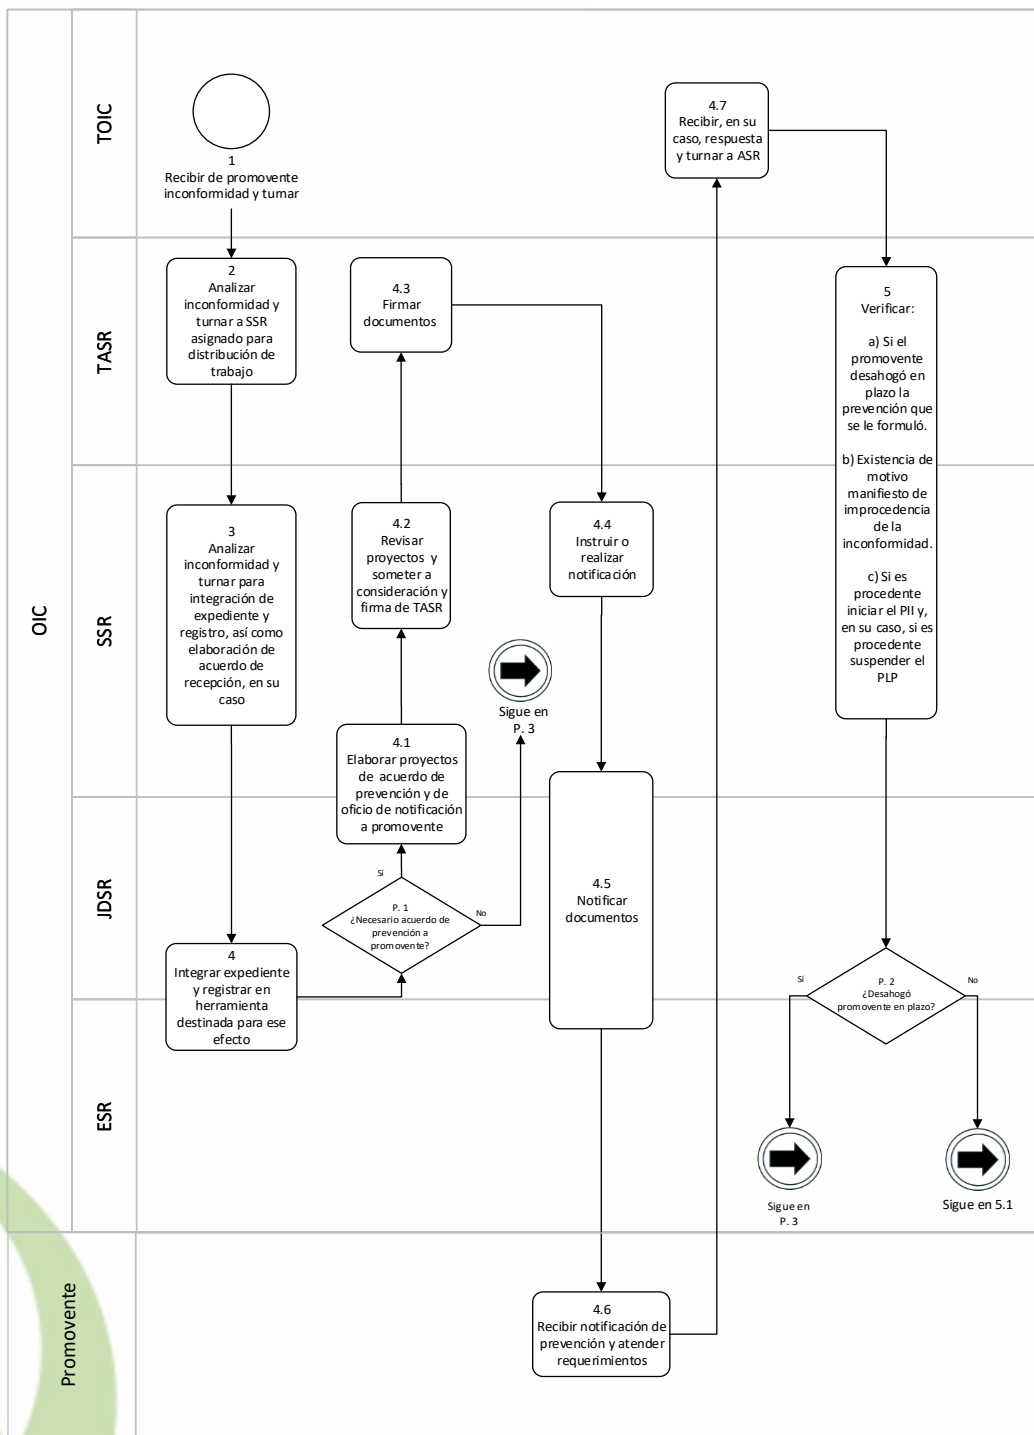 OIC
TOIC
TASR
SSR
JDSR
ESR
Promovente
1
Recibir de promovente
inconformidad y turnar
2
Analizar
inconformidad y
turnar a SSR
asignado para
distribución de
trabajo
3
Analizar
inconformidad y
turnar para
integración de
expediente y
registro, así como
elaboración de
acuerdo de
recepción, en su
caso
4
Integrar expediente
y registrar en
herramienta
destinada para ese
efecto
P. 1
¿Necesario acuerdo de
prevención a
promovente?
Sí
No
Sigue en
P. 3
4.1
Elaborar proyectos
de acuerdo de
prevención y de
oficio de notificación
a promovente
4.2
Revisar
proyectos y
someter a
consideración y
firma de TASR
4.3
Firmar
documentos
4.4
Instruir o
realizar
notificación
4.5
Notificar
documentos
4.6
Recibir notificación de
prevención y atender
requerimientos
4.7
Recibir, en su
caso, respuesta
y turnar a ASR
5
Verificar:
a) Si el
promovente
desahogó en
plazo la
prevención que
se le formuló.
b) Existencia de
motivo
manifiesto de
improcedencia
de la
inconformidad.
c) Si es
procedente
iniciar el PII y,
en su caso, si es
procedente
suspender el
PLP
P. 2
¿Desahogó
promovente en plazo?
Sí
No
Sigue en
P. 3
Sigue en 5.1